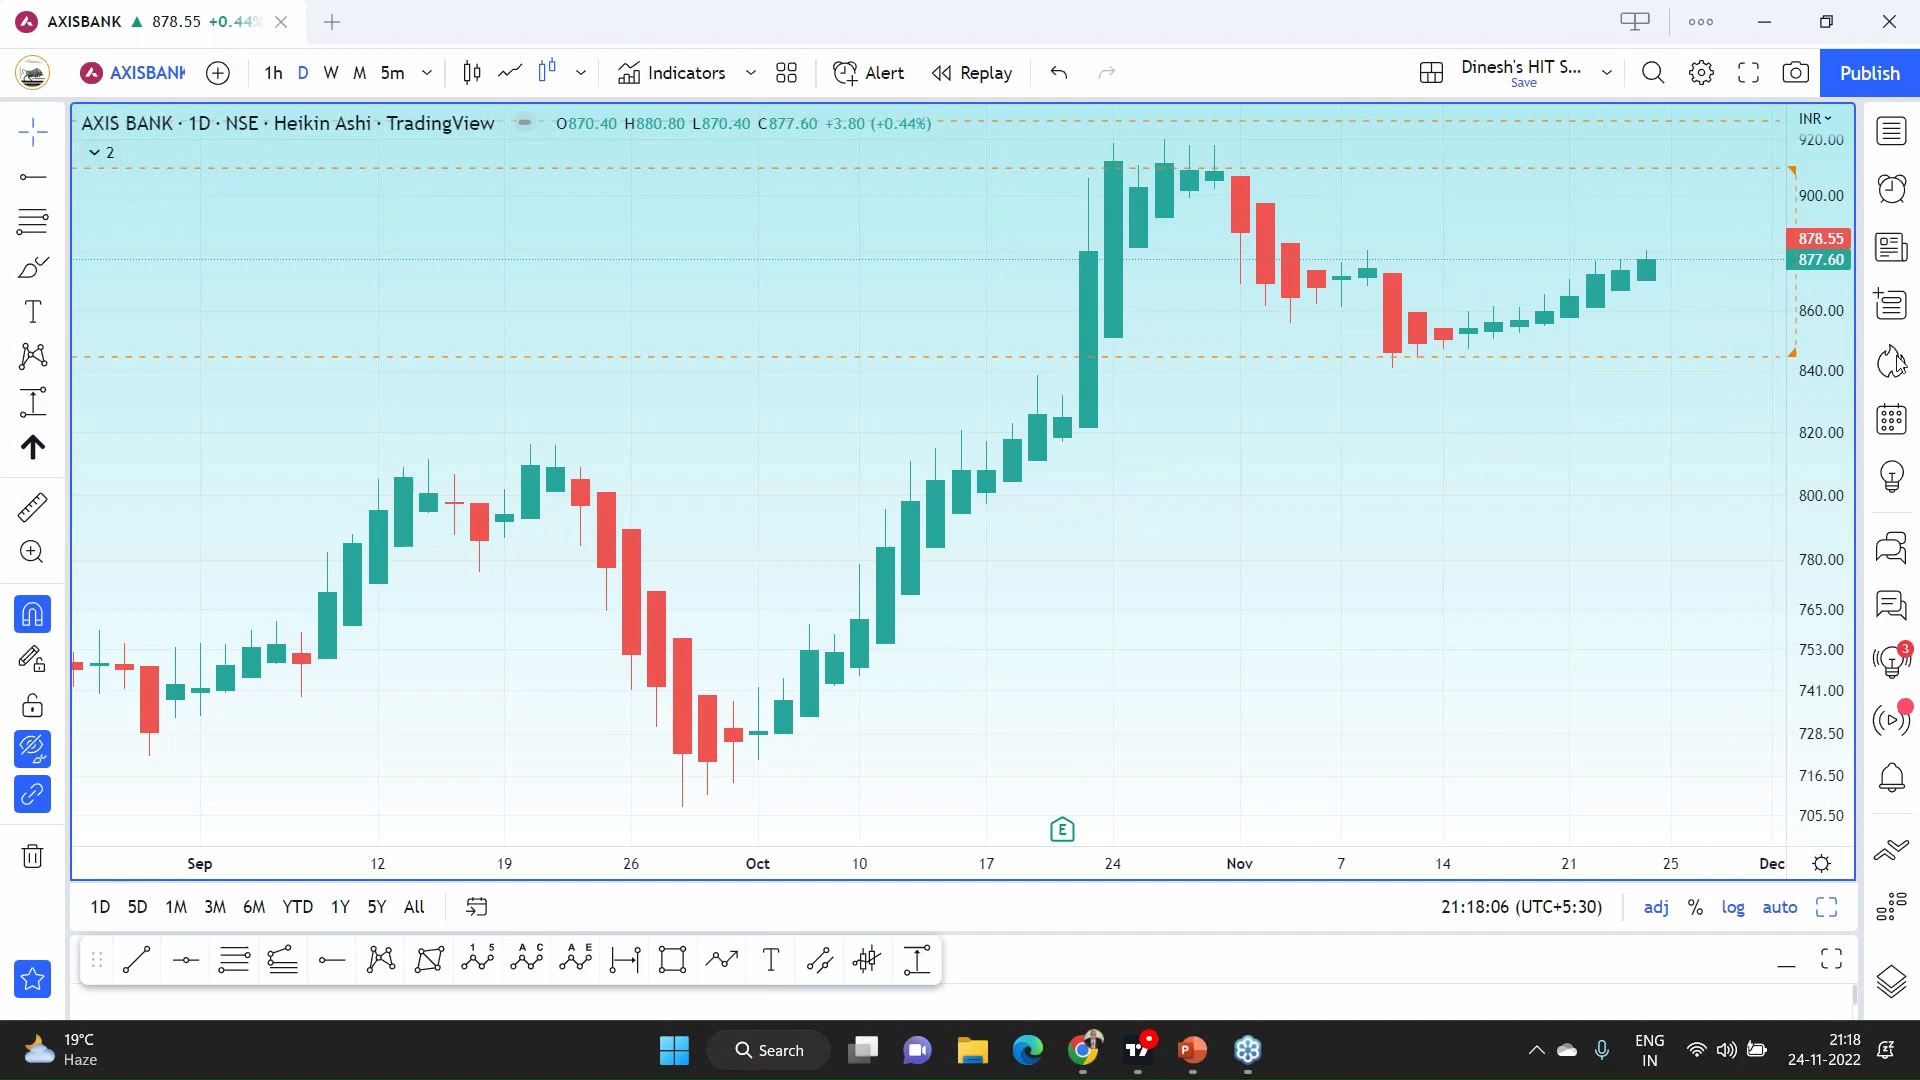 AXISBANK ▲ 878.55 +0.44%
AXISBANK 1h D W M 5m Indicators Alert Replay Dinesh's HIT S... Save Publish
AXIS BANK · 1D · NSE · Heikin Ashi · TradingView O870.40 H880.80 L870.40 C877.60 +3.80 (+0.44%)
2
INR
920.00
900.00
878.55
877.60
860.00
840.00
820.00
800.00
780.00
765.00
753.00
741.00
728.50
716.50
705.50
3
E
Sep 12 19 26 Oct 10 17 24 Nov 7 14 21 25 Dec
1D 5D 1M 3M 6M YTD 1Y 5Y All 21:18:06 (UTC+5:30) adj % log auto
1 5 A C A E
T
19°C
Haze
Search
ENG
IN
21:18
24-11-2022